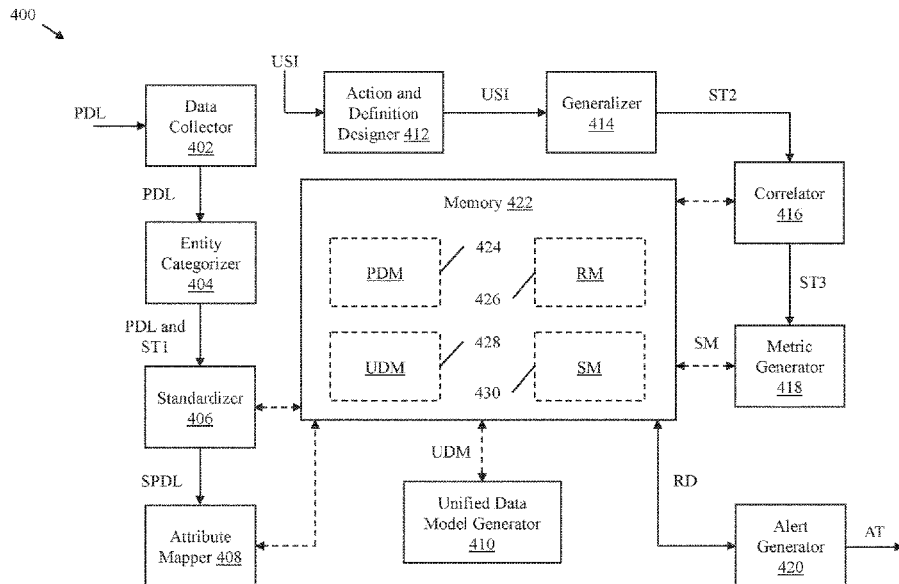 400
PDL
Data
Collector
402
PDL
Entity
Categorizer
404
PDL and
ST1
Standardizer
406
SPDL
Attribute
Mapper 408
USI
Action and
Definition
Designer 412
USI
Generalizer
414
ST2
Correlator
416
ST3
SM
Metric
Generator
418
Memory 422
PDM
424
426
RM
UDM
428
430
SM
UDM
Unified Data
Model Generator
410
RD
Alert
Generator
420
AT